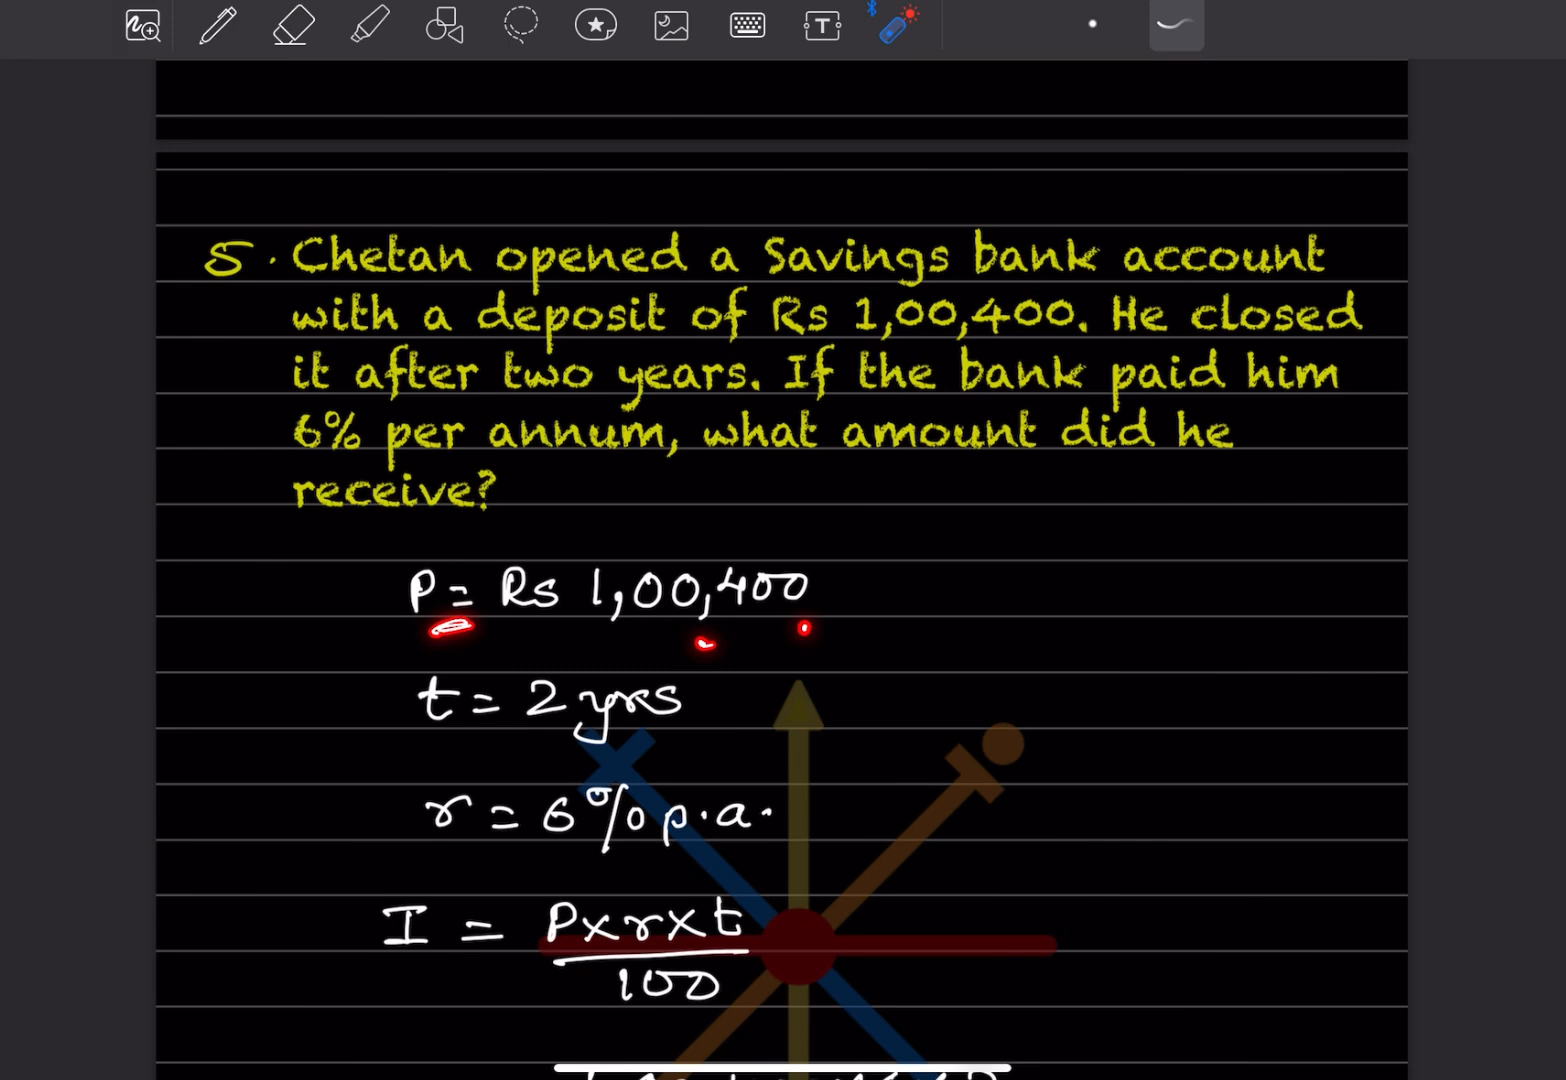 5. Chetan opened a Savings bank account
with a deposit of Rs 1,00,400. He closed
it after two years. If the bank paid him
6% per annum, what amount did he
receive?
P = Rs 1,00,400
t = 2 yrs
r = 6% p.a.
I = P x r x t
100